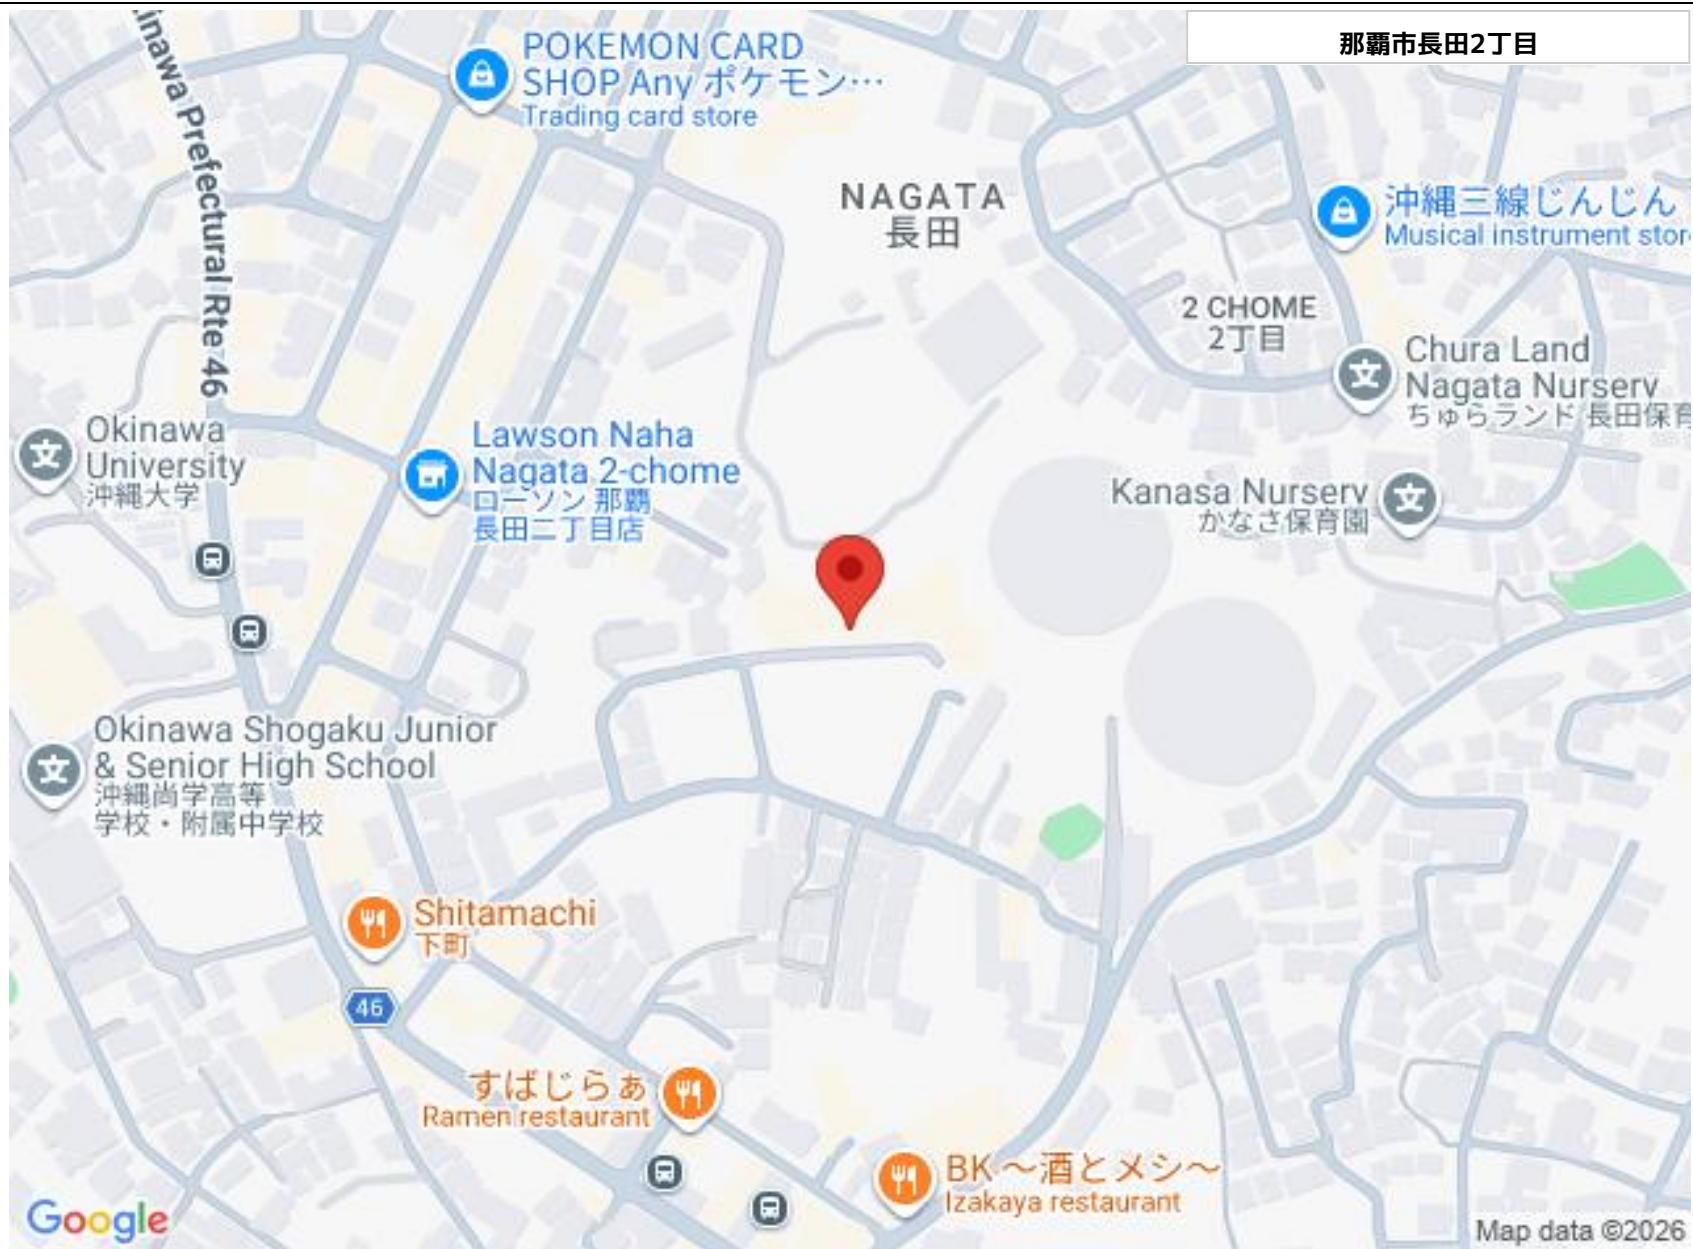 那覇市長田2丁目
POKEMON CARD
SHOP Any ポケモン…
Trading card store
inawa Prefectural Rte 46
NAGATA
長田
沖縄三線じんじん
Musical instrument stor
2 CHOME
2丁目
Chura Land
Nagata Nurserv
ちゅらランド 長田保育
Okinawa
University
沖縄大学
Lawson Naha
Nagata 2-chome
ローソン 那覇
長田二丁目店
Kanasa Nurserv
かなさ保育園
Okinawa Shogaku Junior
& Senior High School
沖縄尚学高等
学校・附属中学校
Shitamachi
下町
46
すばじらぁ
Ramen restaurant
BK～酒とメシ～
Izakaya restaurant
Google
Map data ©2026